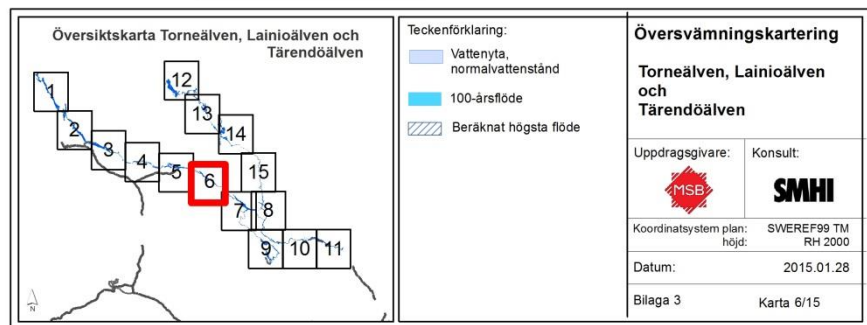 Översiktskarta Torneälven, Lainioälven och
Tärendöälven
1
2
3
4
5
6
7
8
9
10
11
12
13
14
15
N
Teckenförklaring:
Vattenyta,
normalvattenstånd
100-årsflöde
Beräknat högsta flöde
Översvämningskartering
Torneälven, Lainioälven
och
Tärendöälven
Uppdragsgivare:
MSB
Konsult:
SMHI
Koordinatsystem plan: SWEREF99 TM
höjd: RH 2000
Datum: 2015.01.28
Bilaga 3 Karta 6/15